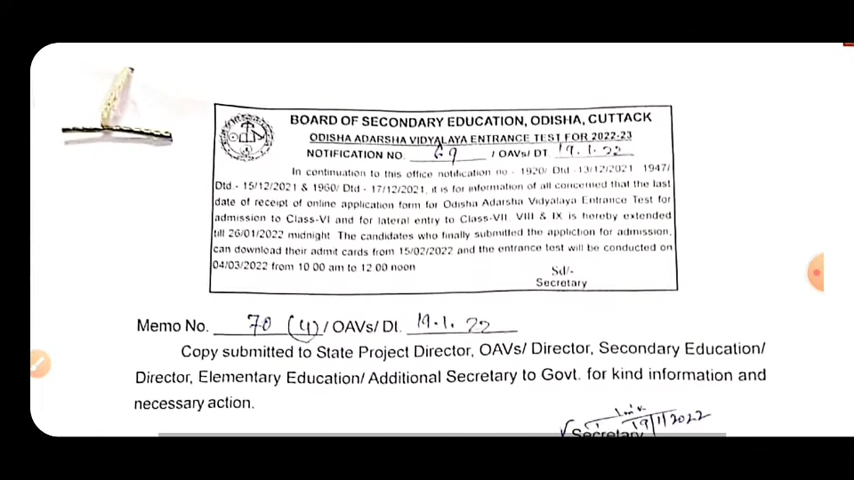 BOARD OF SECONDARY EDUCATION, ODISHA, CUTTACK
ODISHA ADARSHA VIDYALAYA ENTRANCE TEST FOR 2022-23
NOTIFICATION NO. 69 / OAVs/ DT. 19.1.22
In continuation to this office notification no - 1920/ Dtd -13/12/2021 1947/
Dtd.- 15/12/2021 & 1960/ Dtd - 17/12/2021, it is for information of all concerned that the last
date of receipt of online application form for Odisha Adarsha Vidyalaya Entrance Test for
admission to Class-VI and for lateral entry to Class-VII, VIII & IX is hereby extended
till 26/01/2022 midnight. The candidates who finally submitted the appliction for admission,
can download their admit cards from 15/02/2022 and the entrance test will be conducted on
04/03/2022 from 10 00 am to 12 00 noon
Sd/-
Secretary
Memo No. 70 (4) / OAVs/ Dt. 19.1.22
Copy submitted to State Project Director, OAVs/ Director, Secondary Education/
Director, Elementary Education/ Additional Secretary to Govt. for kind information and
necessary action.
19/1/2022
Secretary